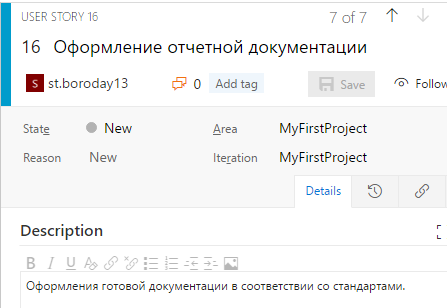 USER STORY 16
7 of 7
16 Оформление отчетной документации
S st.boroday13
0
Add tag
Save
Follow
State
New
Area
MyFirstProject
Reason
New
Iteration
MyFirstProject
Details
Description
B I U
Оформления готовой документации в соответствии со стандартами.